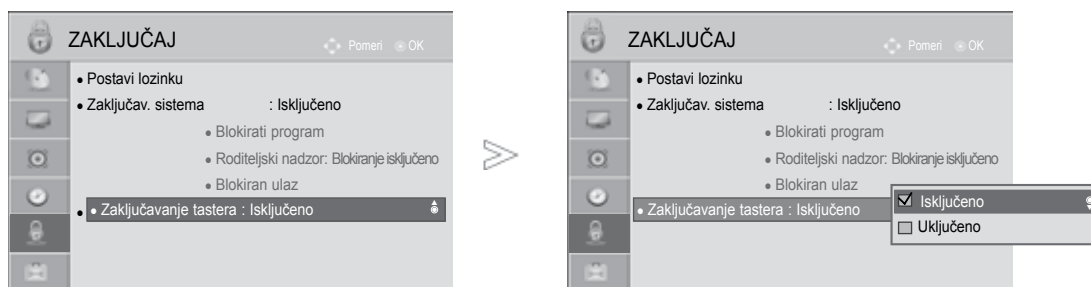 ZAKLJUČAJ
Pomeri OK
• Postavi lozinku
• Zaključav. sistema : Isključeno
• Blokirati program
• Roditeljski nadzor: Blokiranje isključeno
• Blokiran ulaz
• • Zaključavanje tastera : Isključeno
ZAKLJUČAJ
Pomeri OK
• Postavi lozinku
• Zaključav. sistema : Isključeno
• Blokirati program
• Roditeljski nadzor: Blokiranje isključeno
• Blokiran ulaz
• Zaključavanje tastera : Isključeno
Isključeno
Uključeno